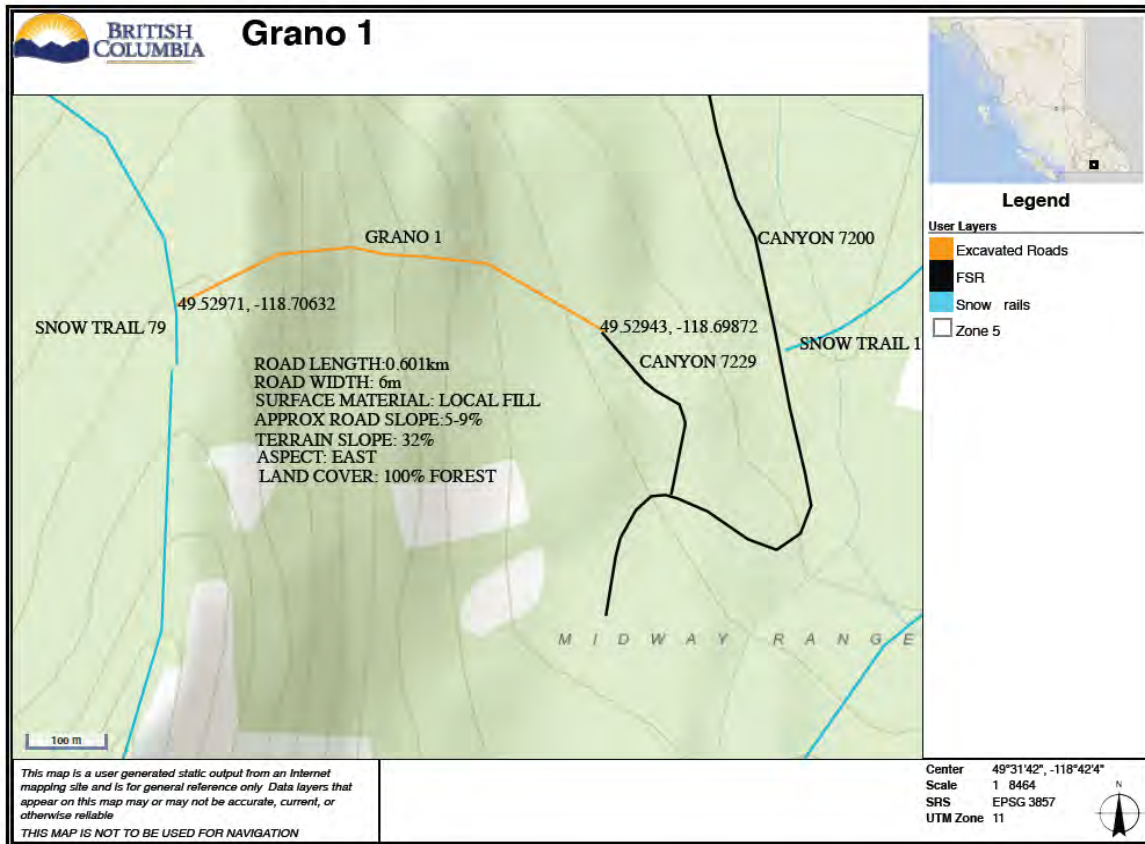 BRITISH
COLUMBIA
Grano 1
GRANO 1
CANYON 7200
49.52971, -118.70632
SNOW TRAIL 79
49.52943, -118.69872
SNOW TRAIL 1
CANYON 7229
ROAD LENGTH:0.601km
ROAD WIDTH: 6m
SURFACE MATERIAL: LOCAL FILL
APPROX ROAD SLOPE:5-9%
TERRAIN SLOPE: 32%
ASPECT: EAST
LAND COVER: 100% FOREST
MIDWAY RANGE
100 m
Legend
User Layers
Excavated Roads
FSR
Snow rails
Zone 5
This map is a user generated static output from an Internet
mapping site and is for general reference only Data layers that
appear on this map may or may not be accurate, current, or
otherwise reliable
THIS MAP IS NOT TO BE USED FOR NAVIGATION
Center 49°31'42", -118°42'4"
Scale 1 8464
SRS EPSG 3857
UTM Zone 11
N